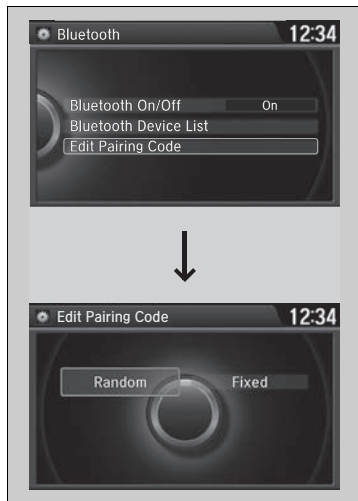 Bluetooth 12:34
Bluetooth On/Off On
Bluetooth Device List
Edit Pairing Code
Edit Pairing Code 12:34
Random Fixed